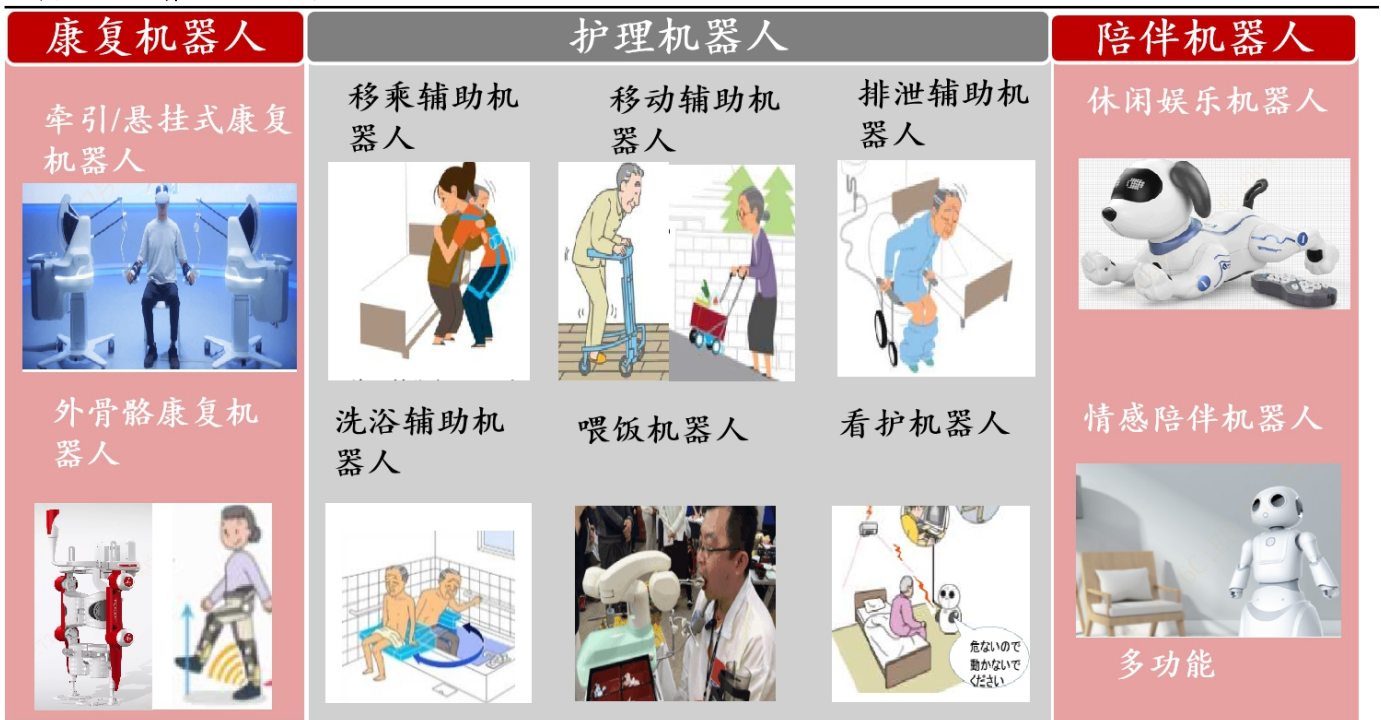 康复机器人
护理机器人
陪伴机器人
牵引/悬挂式康复
机器人
移乘辅助机
器人
移动辅助机
器人
排泄辅助机
器人
休闲娱乐机器人
外骨骼康复机
器人
洗浴辅助机
器人
喂饭机器人
看护机器人
情感陪伴机器人
危ないので
動かないで
ください
多功能